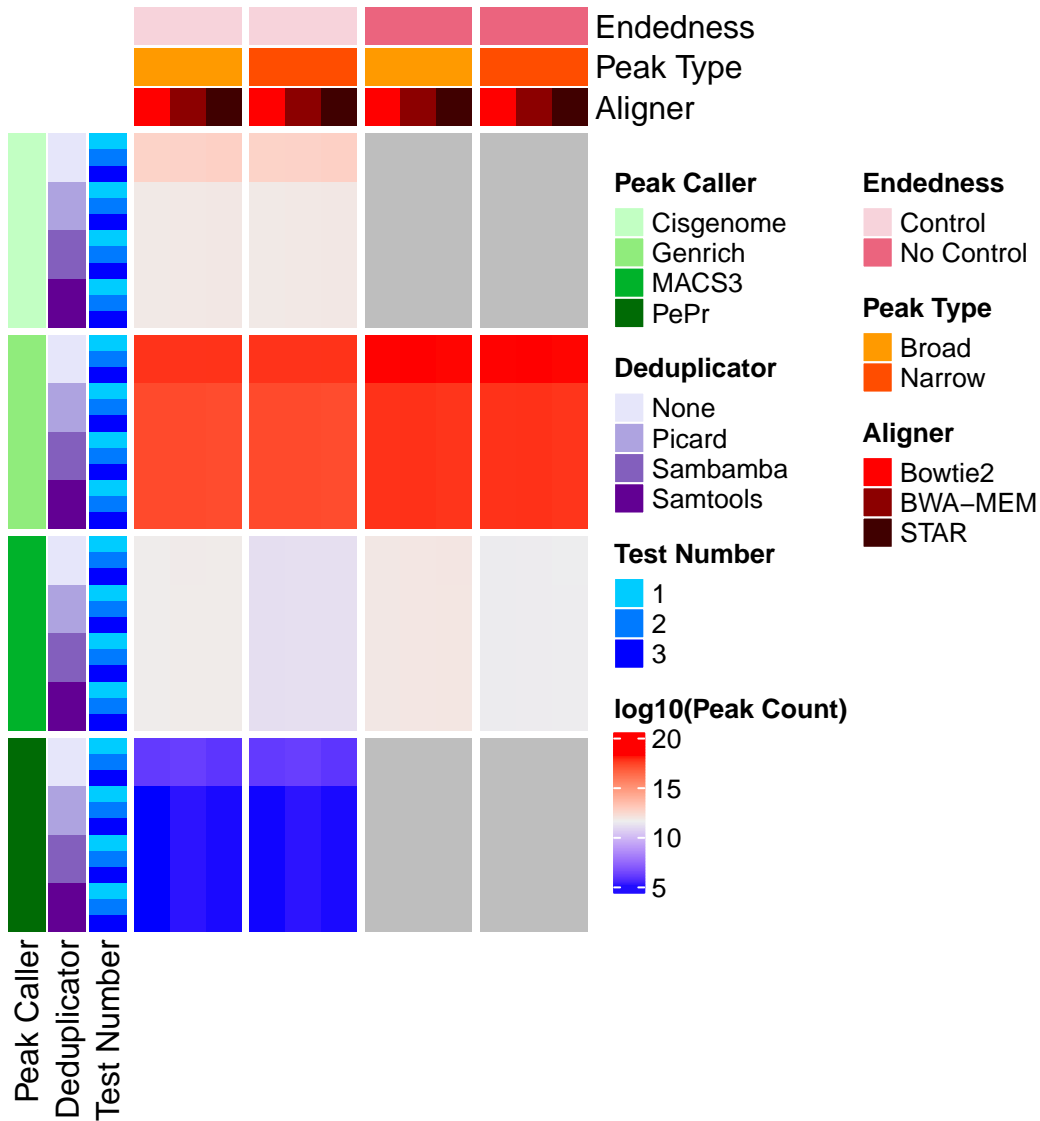 Endedness
Peak Type
Aligner
Peak Caller
Cisgenome
Genrich
MACS3
PePr
Deduplicator
None
Picard
Sambamba
Samtools
Test Number
1
2
3
log10(Peak Count)
20
15
10
5
Endedness
Control
No Control
Peak Type
Broad
Narrow
Aligner
Bowtie2
BWA−MEM
STAR
Peak Caller
Deduplicator
Test Number